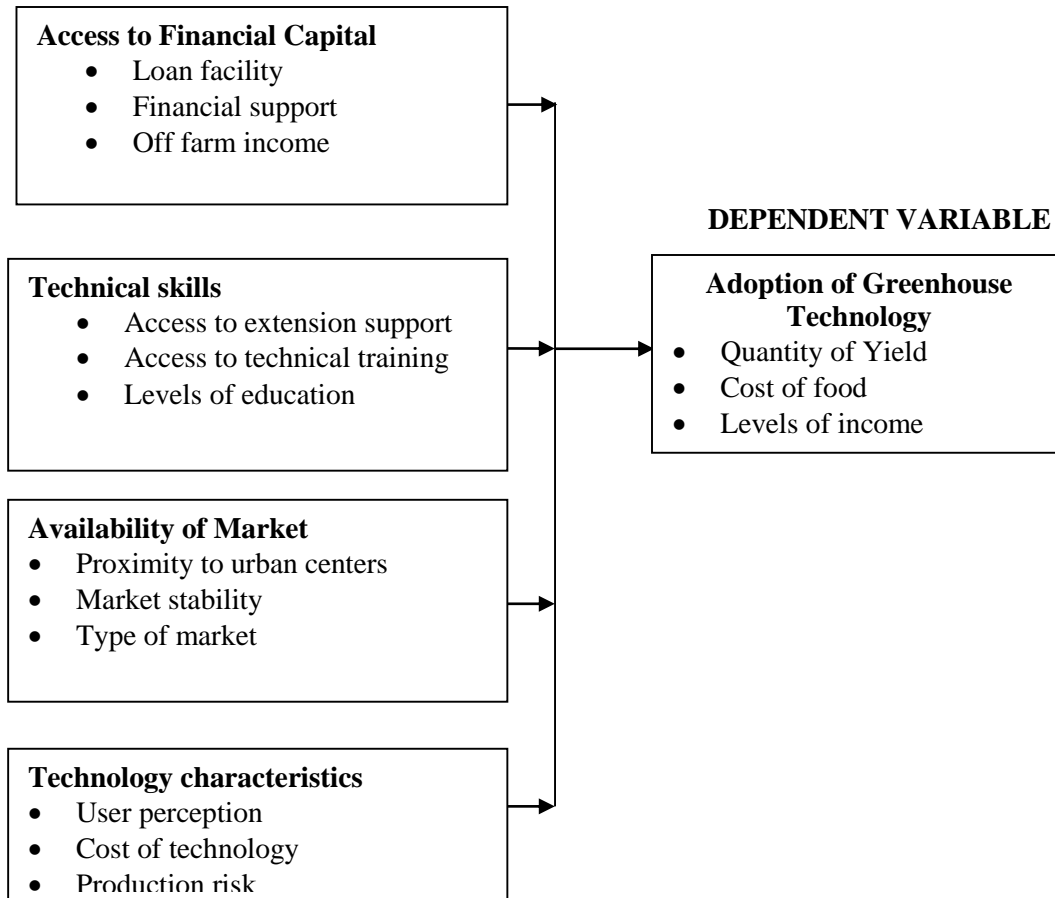 Access to Financial Capital
• Loan facility
• Financial support
• Off farm income
Technical skills
• Access to extension support
• Access to technical training
• Levels of education
Availability of Market
• Proximity to urban centers
• Market stability
• Type of market
Technology characteristics
• User perception
• Cost of technology
• Production risk
DEPENDENT VARIABLE
Adoption of Greenhouse
Technology
• Quantity of Yield
• Cost of food
• Levels of income